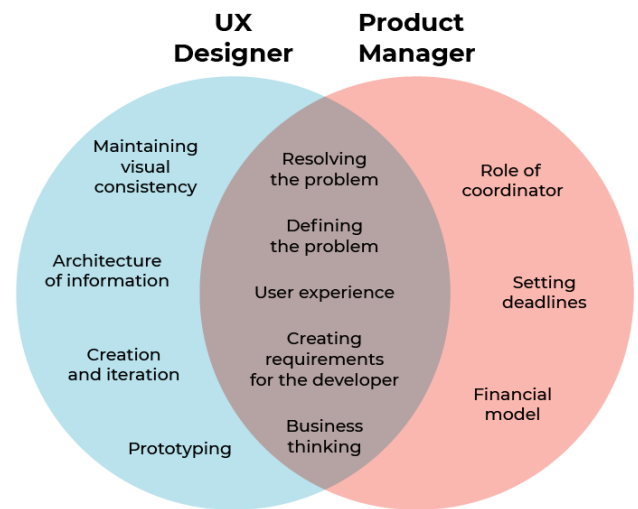 UX
Designer
Product
Manager
Maintaining
visual
consistency
Architecture
of information
Creation
and iteration
Prototyping
Resolving
the problem
Defining
the problem
User experience
Creating
requirements
for the developer
Business
thinking
Role of
coordinator
Setting
deadlines
Financial
model